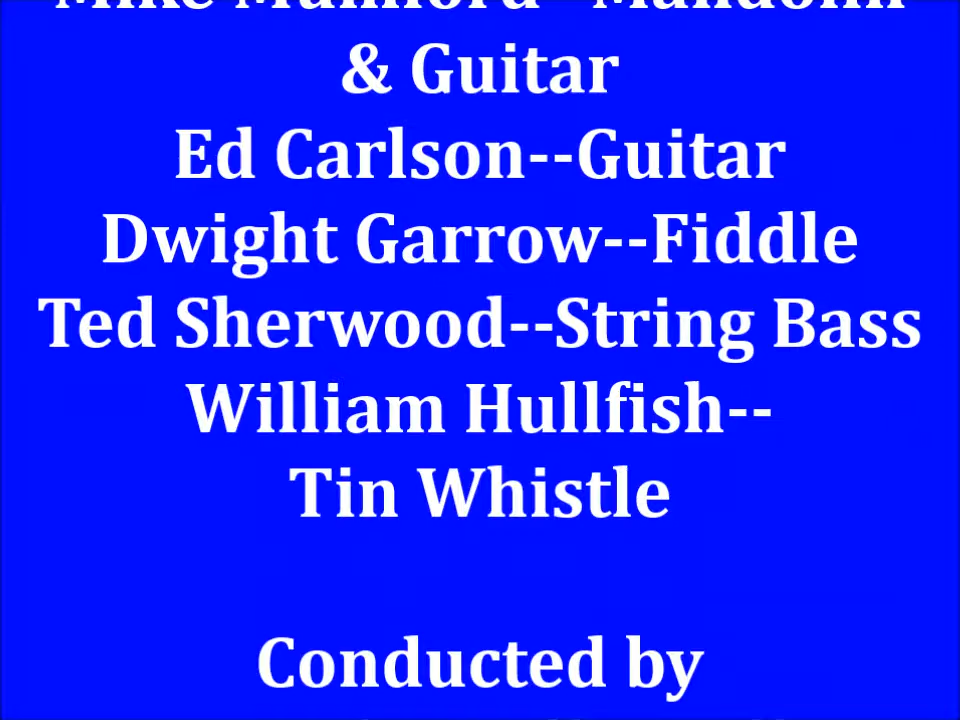 & Guitar
Ed Carlson--Guitar
Dwight Garrow--Fiddle
Ted Sherwood--String Bass
William Hullfish--
Tin Whistle
Conducted by